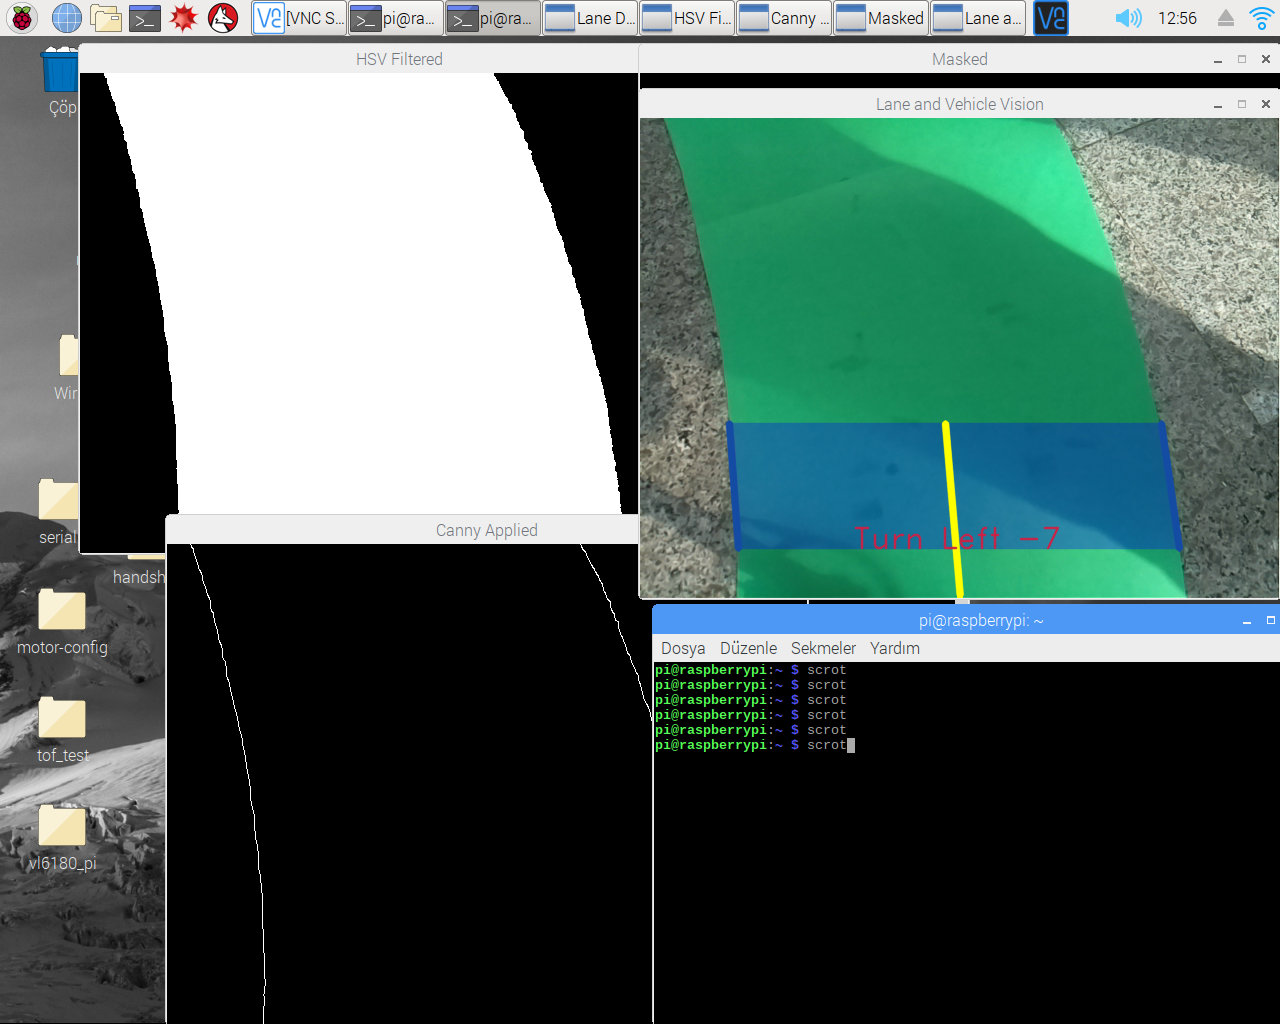 [VNC S...
pi@ra...
pi@ra...
Lane D...
HSV Fi...
Canny ...
Masked
Lane a...
12:56
Çöp
HSV Filtered
Masked
Lane and Vehicle Vision
Turn Left -7
Wir
serial
Canny Applied
handsh
motor-config
tof_test
vl6180_pi
pi@raspberrypi: ~
Dosya Düzenle Sekmeler Yardım
pi@raspberrypi:~ $ scrot
pi@raspberrypi:~ $ scrot
pi@raspberrypi:~ $ scrot
pi@raspberrypi:~ $ scrot
pi@raspberrypi:~ $ scrot
pi@raspberrypi:~ $ scrot